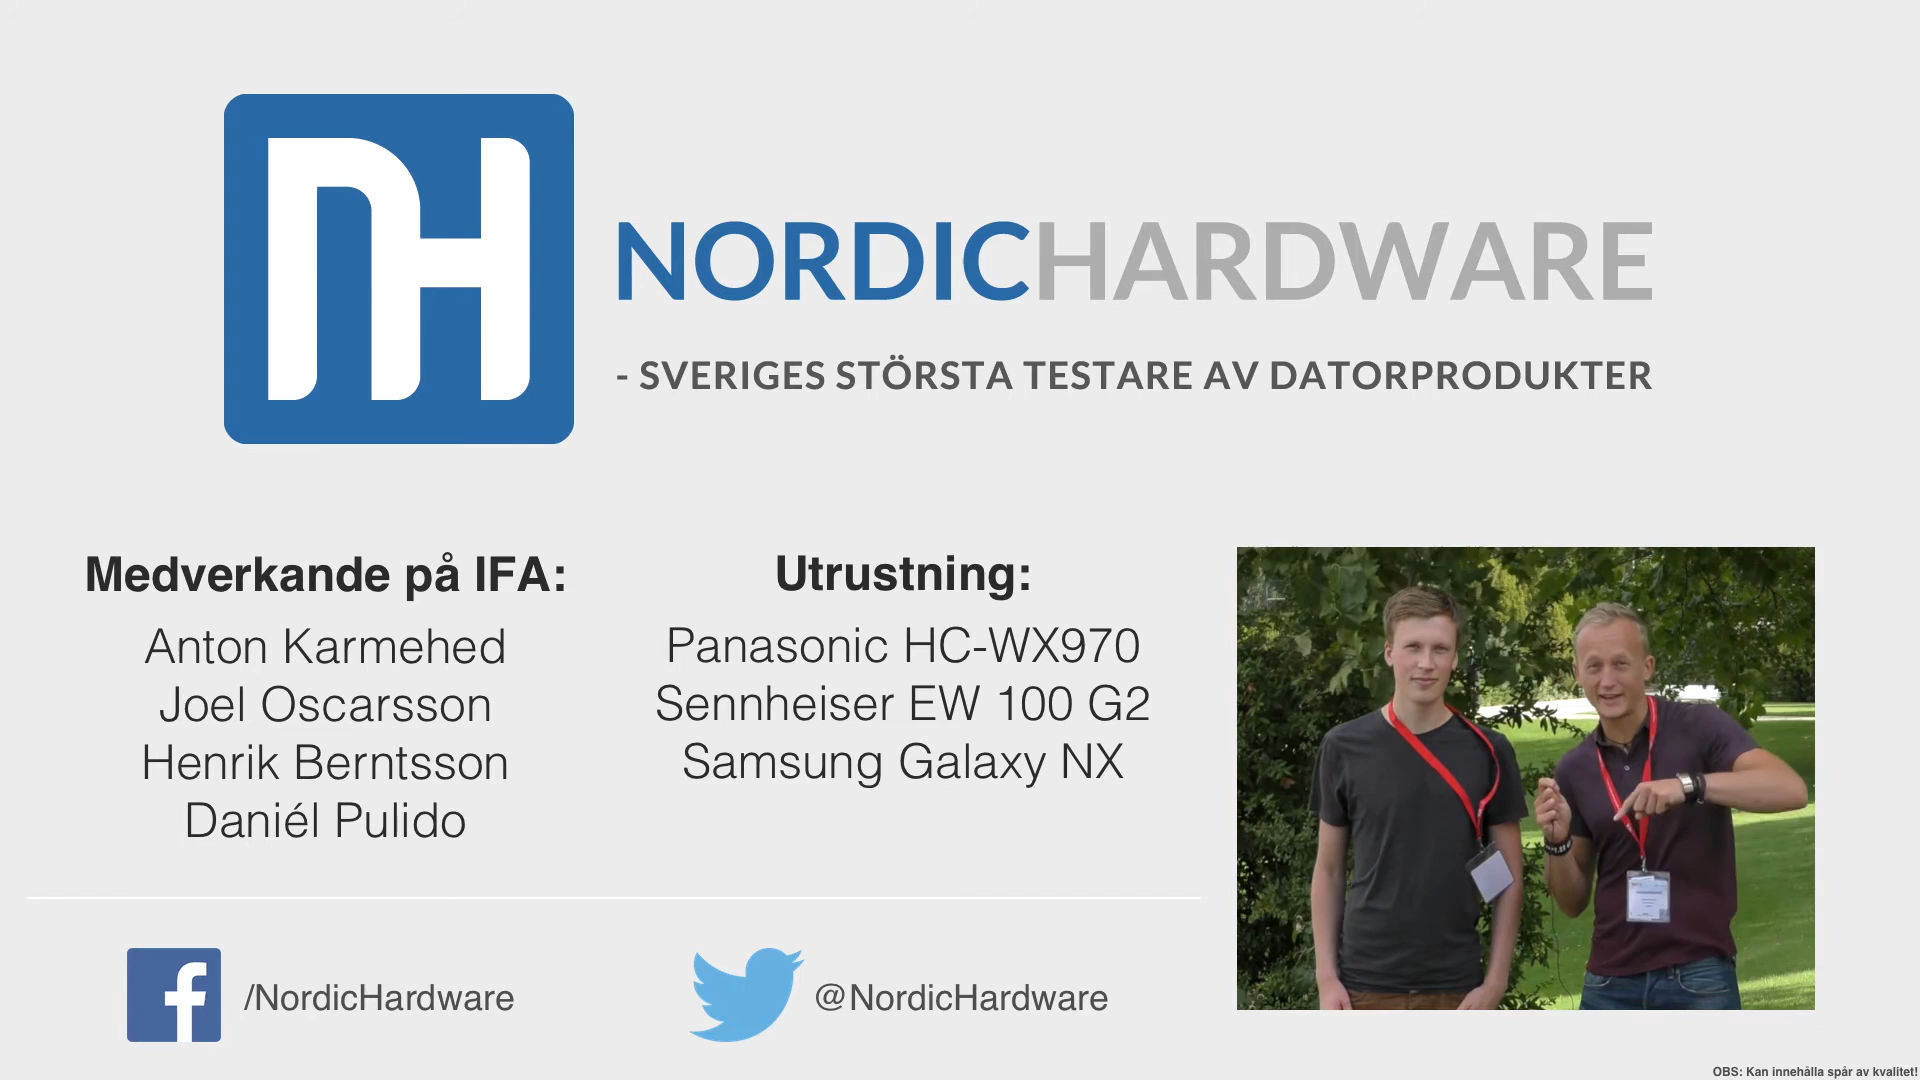 NH
NORDICHARDWARE
- SVERIGES STÖRSTA TESTARE AV DATORPRODUKTER
Medverkande på IFA:
Anton Karmehed
Joel Oscarsson
Henrik Berntsson
Daniél Pulido
Utrustning:
Panasonic HC-WX970
Sennheiser EW 100 G2
Samsung Galaxy NX
/NordicHardware
@NordicHardware
OBS: Kan innehålla spår av kvalitet!